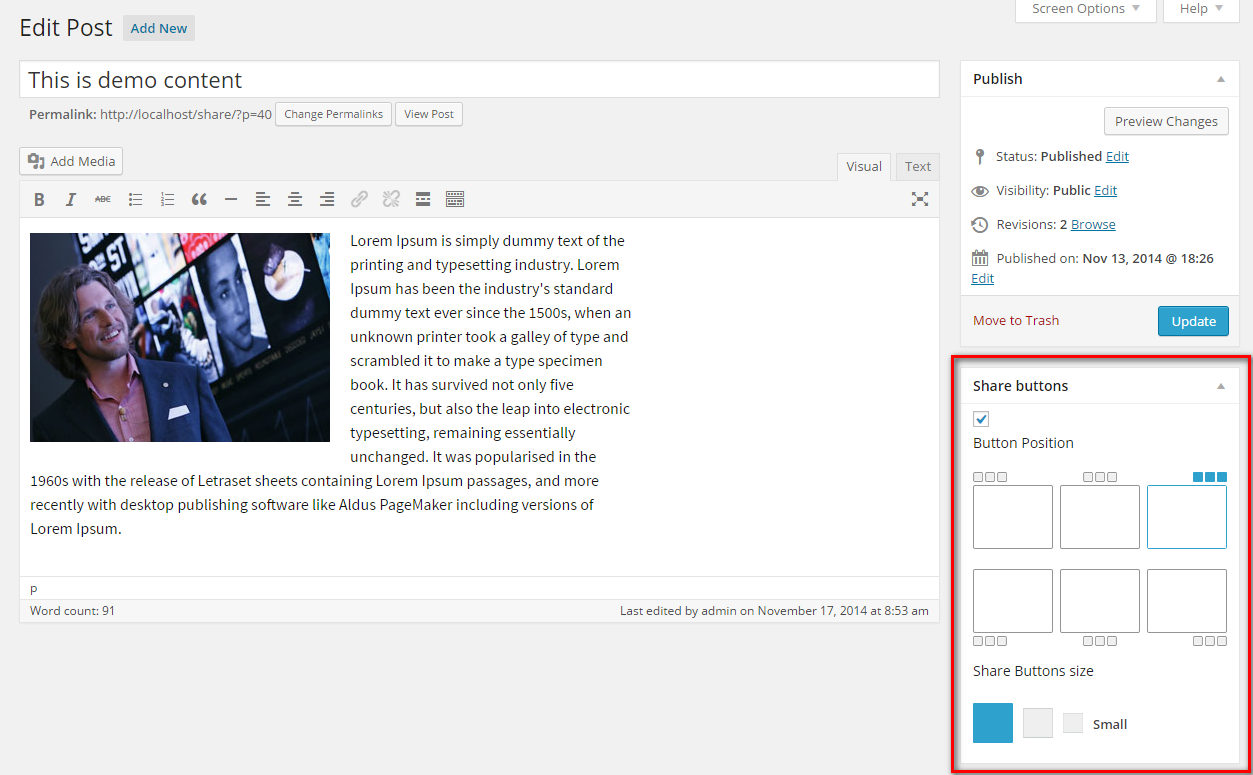 Edit Post Add New
Screen Options Help
This is demo content
Permalink: http://localhost/share/?p=40 Change Permalinks View Post
Add Media
Visual Text
B I ABC
Lorem Ipsum is simply dummy text of the
printing and typesetting industry. Lorem
Ipsum has been the industry's standard
dummy text ever since the 1500s, when an
unknown printer took a galley of type and
scrambled it to make a type specimen
book. It has survived not only five
centuries, but also the leap into electronic
typesetting, remaining essentially
unchanged. It was popularised in the
1960s with the release of Letraset sheets containing Lorem Ipsum passages, and more
recently with desktop publishing software like Aldus PageMaker including versions of
Lorem Ipsum.
p
Word count: 91
Last edited by admin on November 17, 2014 at 8:53 am
Publish
Preview Changes
Status: Published Edit
Visibility: Public Edit
Revisions: 2 Browse
Published on: Nov 13, 2014 @ 18:26
Edit
Move to Trash Update
Share buttons
Button Position
Share Buttons size
Small